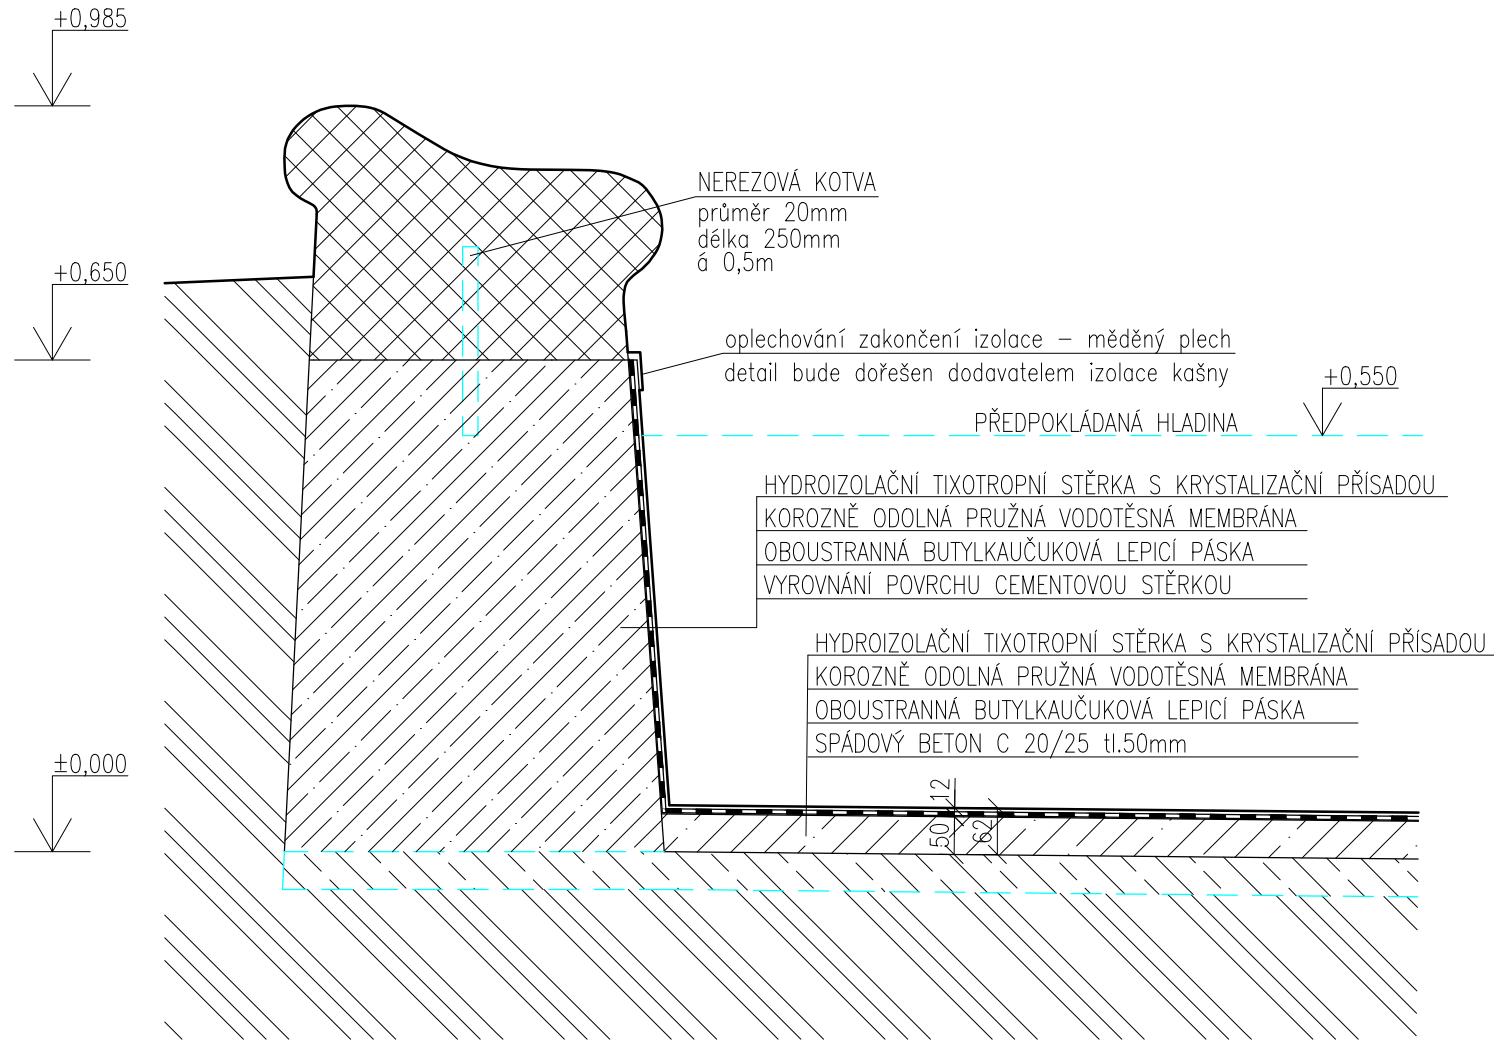 +0,985
NEREZOVÁ KOTVA
průměr 20mm
délka 250mm
á 0,5m
+0,650
oplechování zakončení izolace – měděný plech
detail bude dořešen dodavatelem izolace kašny
+0,550
PŘEDPOKLÁDANÁ HLADINA
HYDROIZOLAČNÍ TIXOTROPNÍ STĚRKA S KRYSTALIZAČNÍ PŘÍSADOU
KOROZNĚ ODOLNÁ PRUŽNÁ VODOTĚSNÁ MEMBRÁNA
OBOUSTRANNÁ BUTYLKAUČUKOVÁ LEPICÍ PÁSKA
VYROVNÁNÍ POVRCHU CEMENTOVOU STĚRKOU
HYDROIZOLAČNÍ TIXOTROPNÍ STĚRKA S KRYSTALIZAČNÍ PŘÍSADOU
KOROZNĚ ODOLNÁ PRUŽNÁ VODOTĚSNÁ MEMBRÁNA
OBOUSTRANNÁ BUTYLKAUČUKOVÁ LEPICÍ PÁSKA
SPÁDOVÝ BETON C 20/25 tl.50mm
±0,000
12
50
62